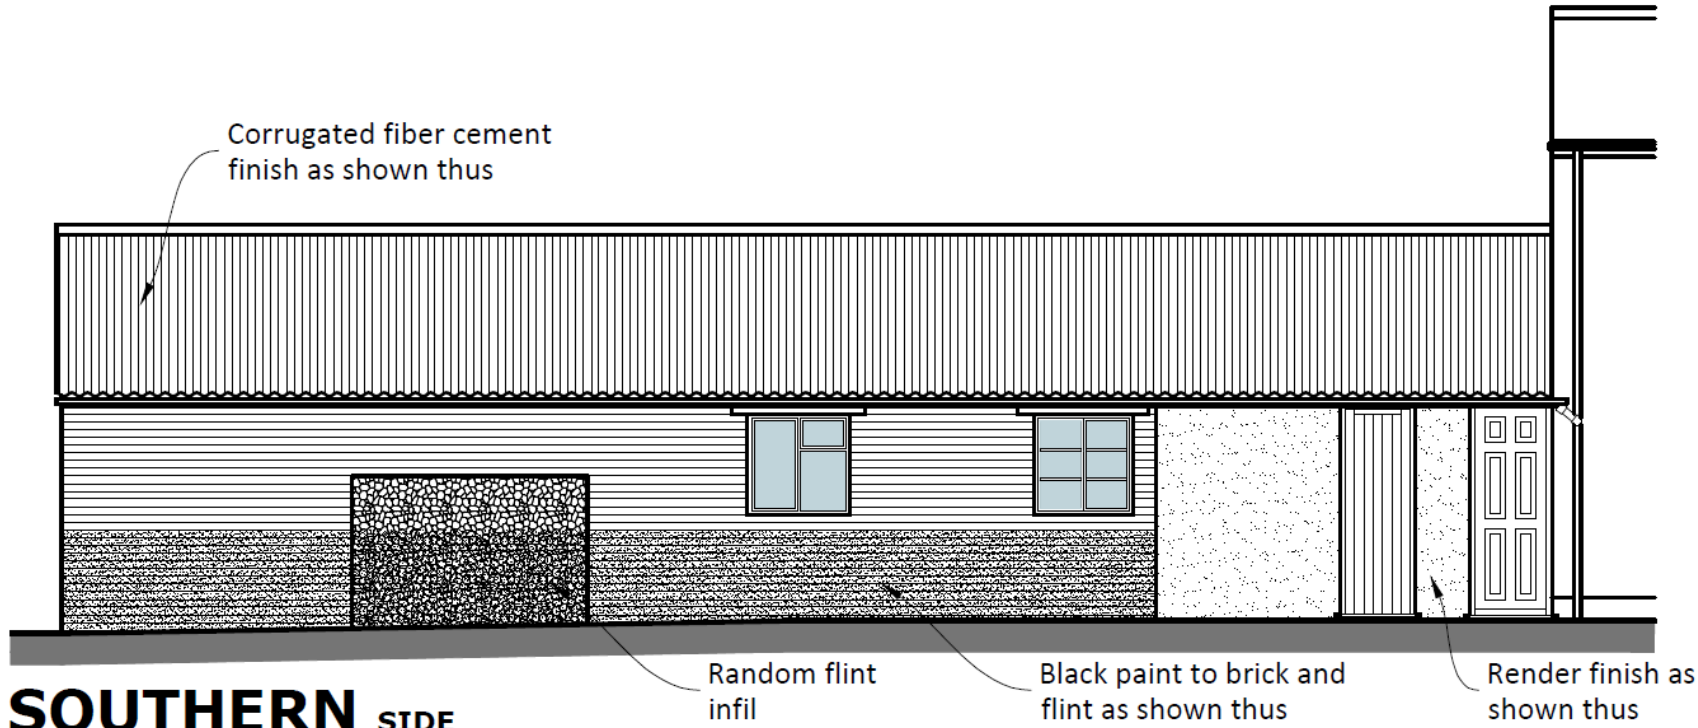 Corrugated fiber cement
finish as shown thus
Random flint
infil
Black paint to brick and
flint as shown thus
Render finish as
shown thus
SOUTHERN SIDE